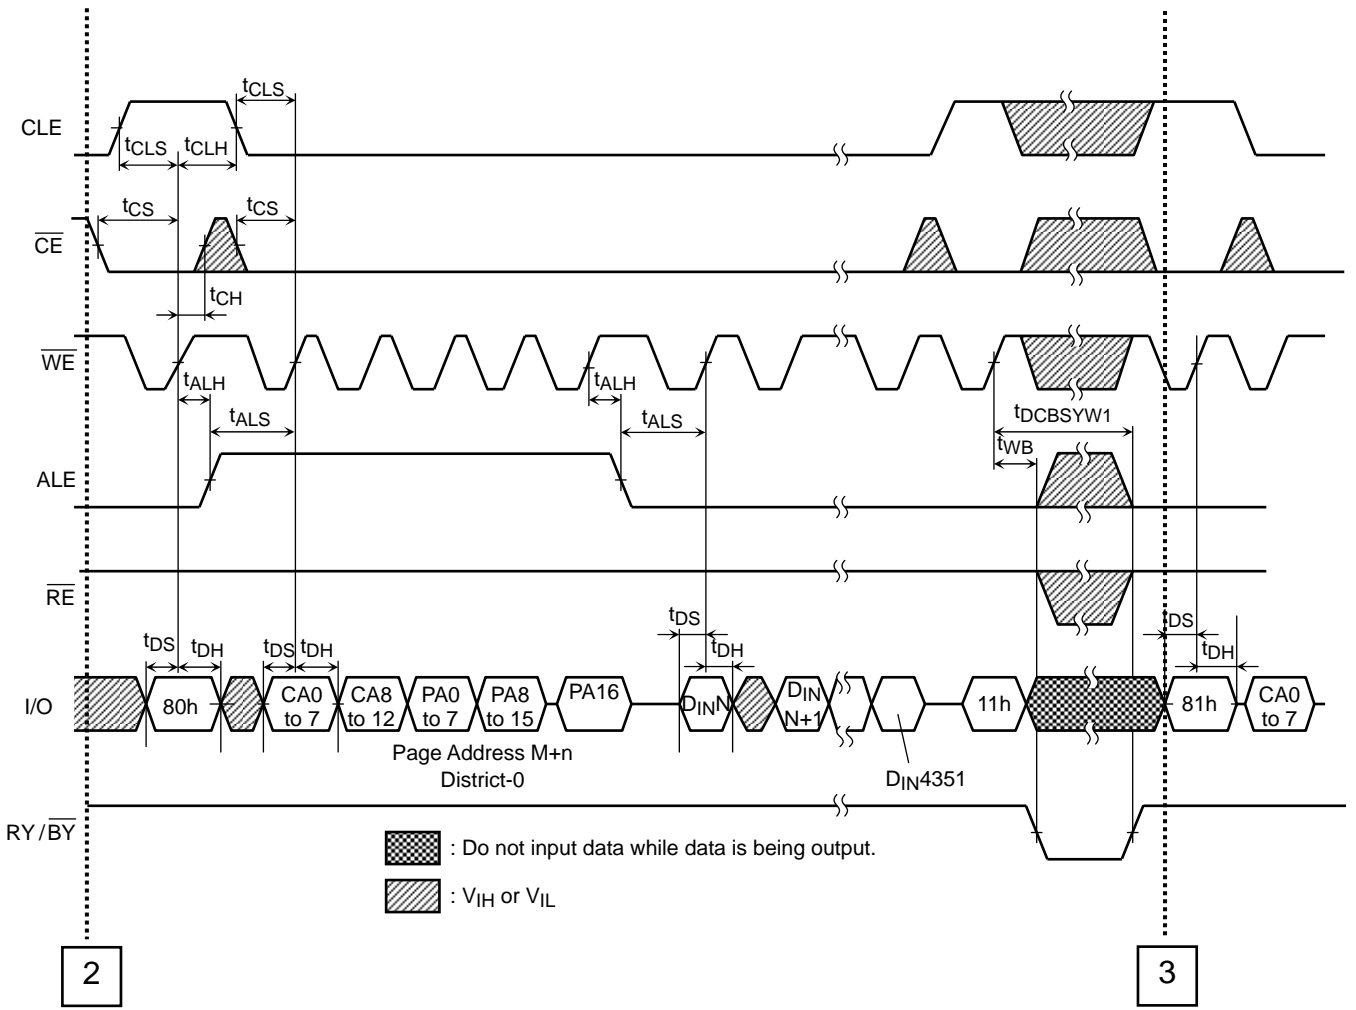 tCLS
CLE
tCLS
tCLH
tCS
tCS
CE
tCH
WE
tALH
tALH
tALS
tALS
tDCBSYW1
tWB
ALE
RE
tDS
tDH
tDS
tDH
tDS
tDH
tDS
tDH
I/O
80h
CA0
to 7
CA8
to 12
PA0
to 7
PA8
to 15
PA16
DINN
DIN
N+1
11h
81h
CA0
to 7
Page Address M+n
District-0
DIN4351
RY/BY
: Do not input data while data is being output.
: VIH or VIL
2
3